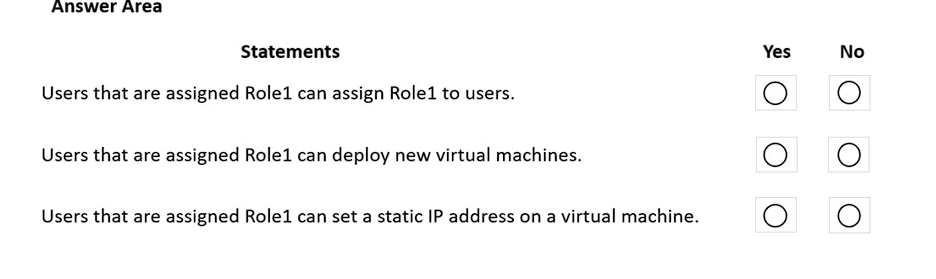 Answer Area
Statements Yes No
Users that are assigned Role1 can assign Role1 to users.
Users that are assigned Role1 can deploy new virtual machines.
Users that are assigned Role1 can set a static IP address on a virtual machine.